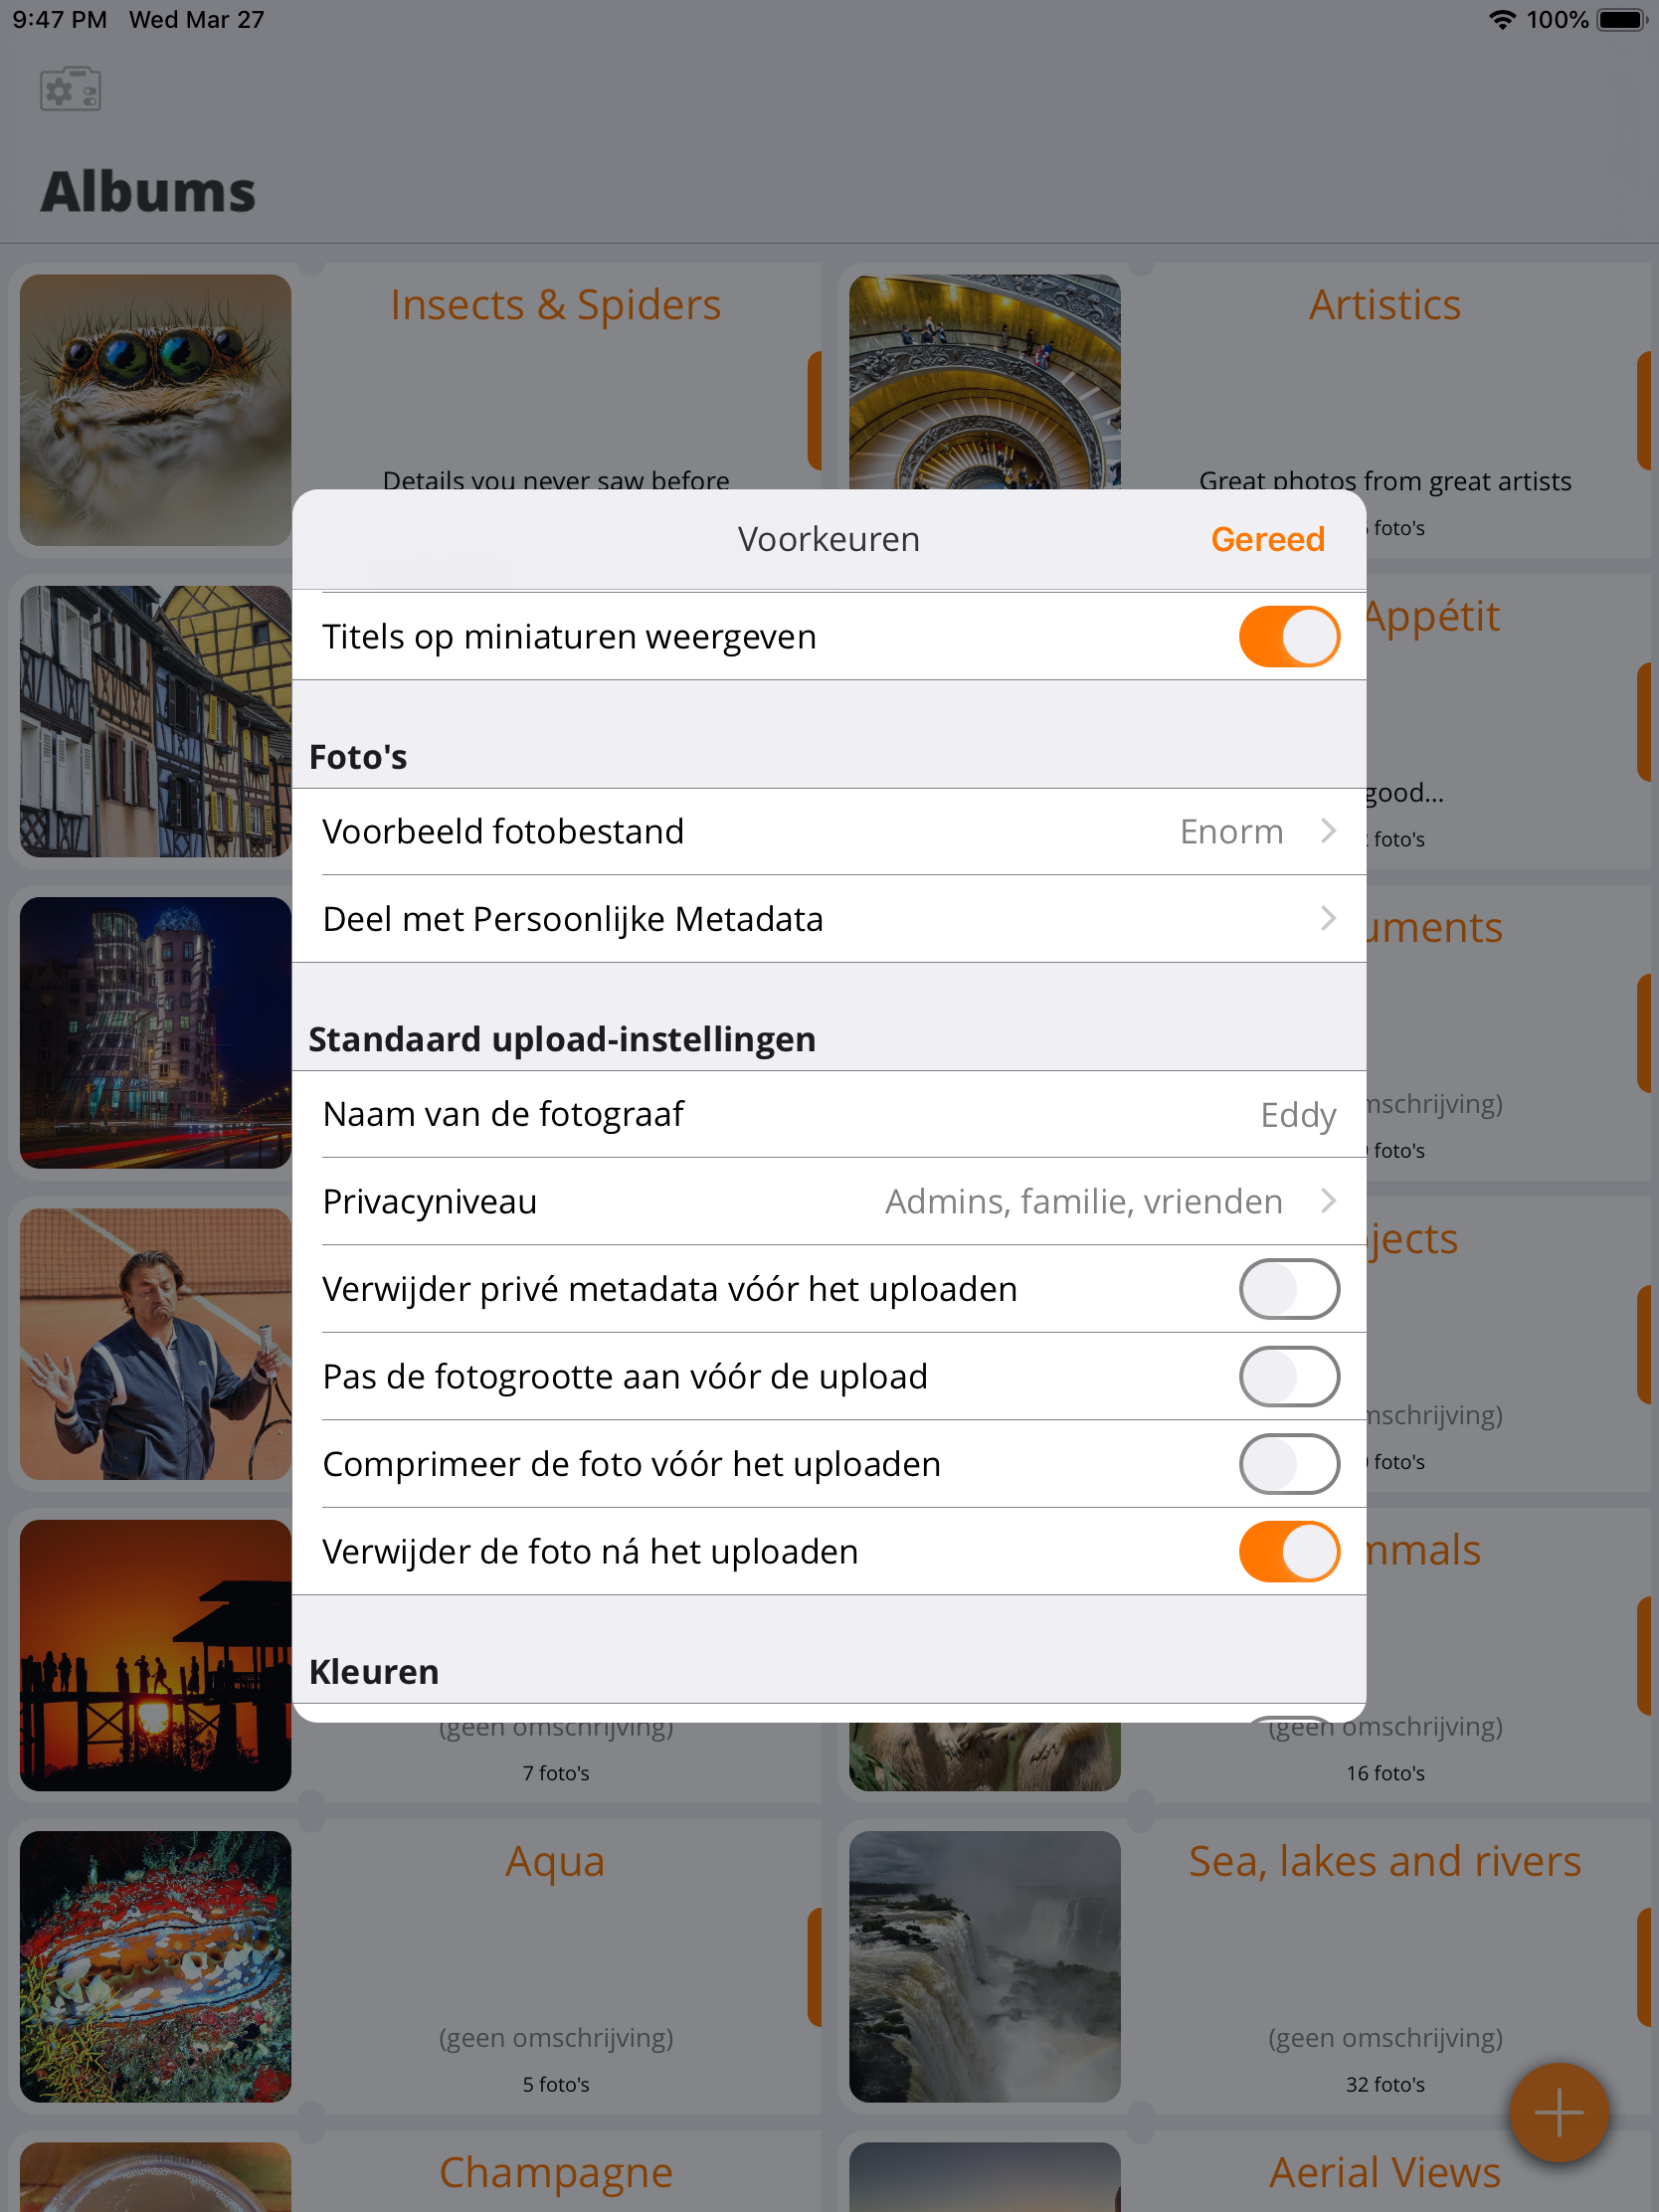 9:47 PM Wed Mar 27
100%
Albums
Insects & Spiders
Details you never saw before
Artistics
Great photos from great artists
foto's
Voorkeuren
Gereed
Titels op miniaturen weergeven
Foto's
Voorbeeld fotobestand
Enorm
Deel met Persoonlijke Metadata
Standaard upload-instellingen
Naam van de fotograaf
Eddy
Privacyniveau
Admins, familie, vrienden
Verwijder privé metadata vóór het uploaden
Pas de fotogrootte aan vóór de upload
Comprimeer de foto vóór het uploaden
Verwijder de foto ná het uploaden
Kleuren
Appétit
good...
foto's
foto's
foto's
(geen omschrijving)
7 foto's
(geen omschrijving)
16 foto's
Aqua
(geen omschrijving)
5 foto's
Sea, lakes and rivers
(geen omschrijving)
32 foto's
Champagne
Aerial Views